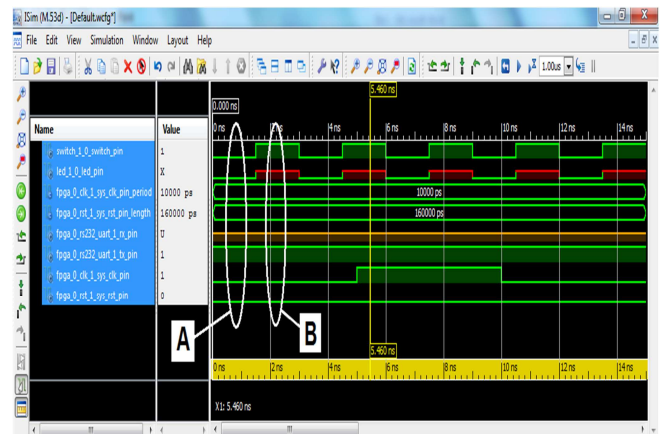 ISim (M.53d) - [Default.wcfg*]
File Edit View Simulation Window Layout Help
1.00us
5.460 ns
0.000 ns
Name Value
0 ns 2 ns 4 ns 6 ns 8 ns 10 ns 12 ns 14 ns
switch_1_0_switch_pin 1
led_1_0_led_pin X
fpga_0_clk_1_sys_clk_pin_period 10000 ps 10000 ps
fpga_0_rst_1_sys_rst_pin_length 160000 ps 160000 ps
fpga_0_rs232_uart_1_rx_pin U
fpga_0_rs232_uart_1_tx_pin 1
fpga_0_clk_1_sys_clk_pin 1
fpga_0_rst_1_sys_rst_pin 0
A B
5.460 ns
0 ns 2 ns 4 ns 6 ns 8 ns 10 ns 12 ns 14 ns
X1: 5.460 ns